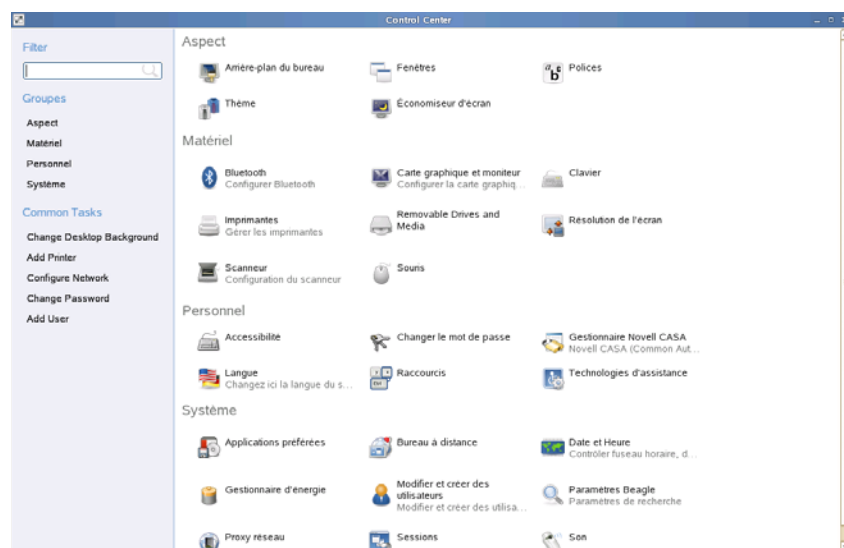 Control Center
Filter
Groupes
Aspect
Matériel
Personnel
Système
Common Tasks
Change Desktop Background
Add Printer
Configure Network
Change Password
Add User
Aspect
Arrière-plan du bureau
Fenêtres
Polices
Thème
Économiseur d'écran
Matériel
Bluetooth
Configurer Bluetooth
Carte graphique et moniteur
Configurer la carte graphiq...
Clavier
Imprimantes
Gérer les imprimantes
Removable Drives and
Media
Résolution de l'écran
Scanneur
Configuration du scanneur
Souris
Personnel
Accessibilité
Changer le mot de passe
Gestionnaire Novell CASA
Novell CASA (Common Aut...
Langue
Changez ici la langue du s...
Raccourcis
Technologies d'assistance
Système
Applications préférées
Bureau à distance
Date et Heure
Contrôler fuseau horaire, d...
Gestionnaire d'énergie
Modifier et créer des
utilisateurs
Modifier et créer des utilisa...
Paramètres Beagle
Paramètres de recherche
Proxy réseau
Sessions
Son